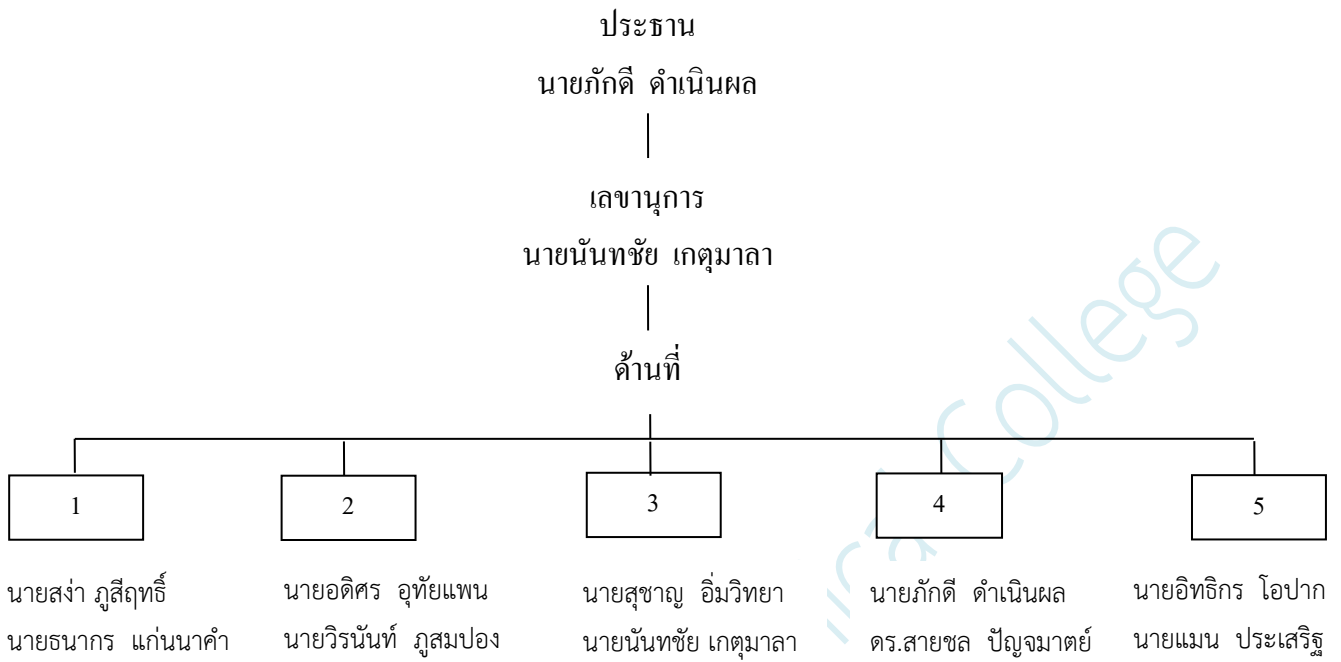 ประธาน
นายภักดี ดำเนินผล
เลขานุการ
นายนันทชัย เกตุมาลา
ด้านที่
1 2 3 4 5
นายสง่า ภูสีฤทธิ์ นายอดิศร อุทัยแพน นายสุชาญ อิ่มวิทยา นายภักดี ดำเนินผล นายอิทธิกร โอปาก
นายธนากร แก่นนาคำ นายวิรนันท์ ภูสมปอง นายนันทชัย เกตุมาลา ดร.สายชล ปัญจมาตย์ นายแมน ประเสริฐ
College